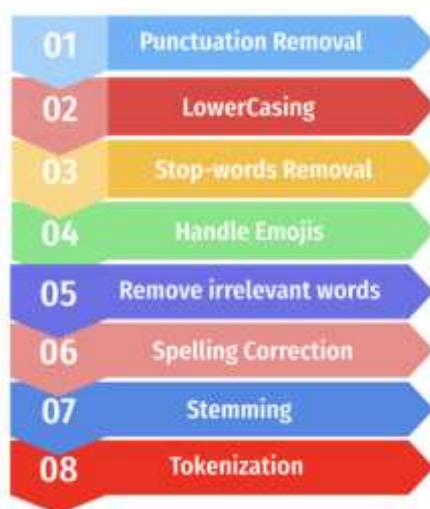 01 Punctuation Removal
02 LowerCasing
03 Stop-words Removal
04 Handle Emojis
05 Remove irrelevant words
06 Spelling Correction
07 Stemming
08 Tokenization